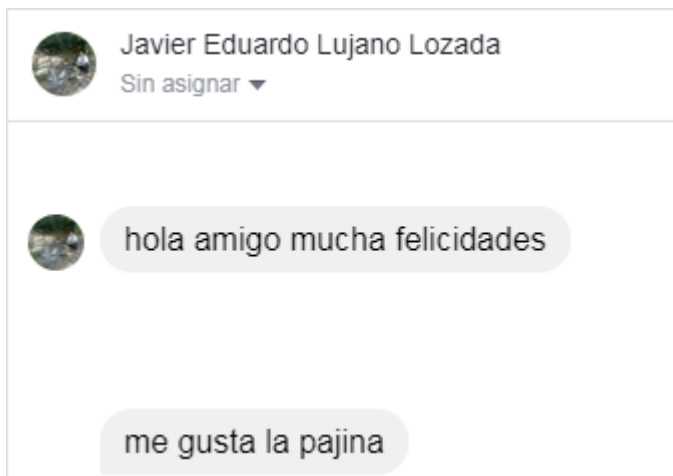 Javier Eduardo Lujano Lozada
Sin asignar
hola amigo mucha felicidades
me gusta la pajina